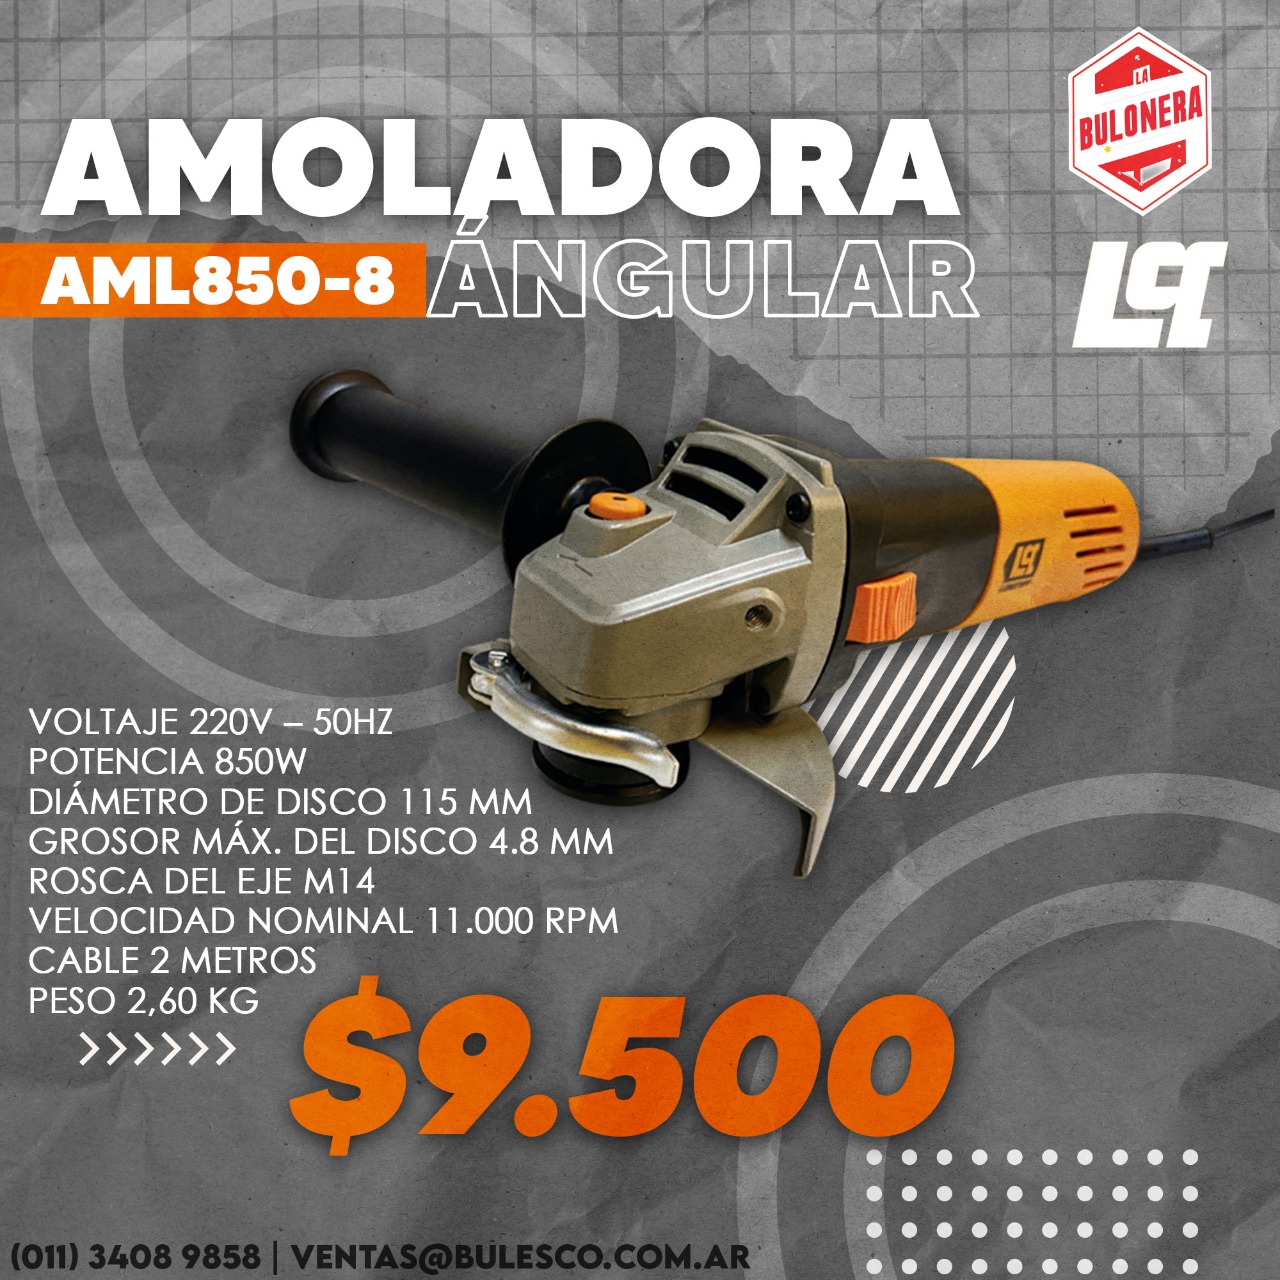 LA
BULONERA
AMOLADORA
AML850-8 ÁNGULAR
LQ
LQ
VOLTAJE 220V – 50HZ
POTENCIA 850W
DIÁMETRO DE DISCO 115 MM
GROSOR MÁX. DEL DISCO 4.8 MM
ROSCA DEL EJE M14
VELOCIDAD NOMINAL 11.000 RPM
CABLE 2 METROS
PESO 2,60 KG
$9.500
(011) 3408 9858 | VENTAS@BULESCO.COM.AR